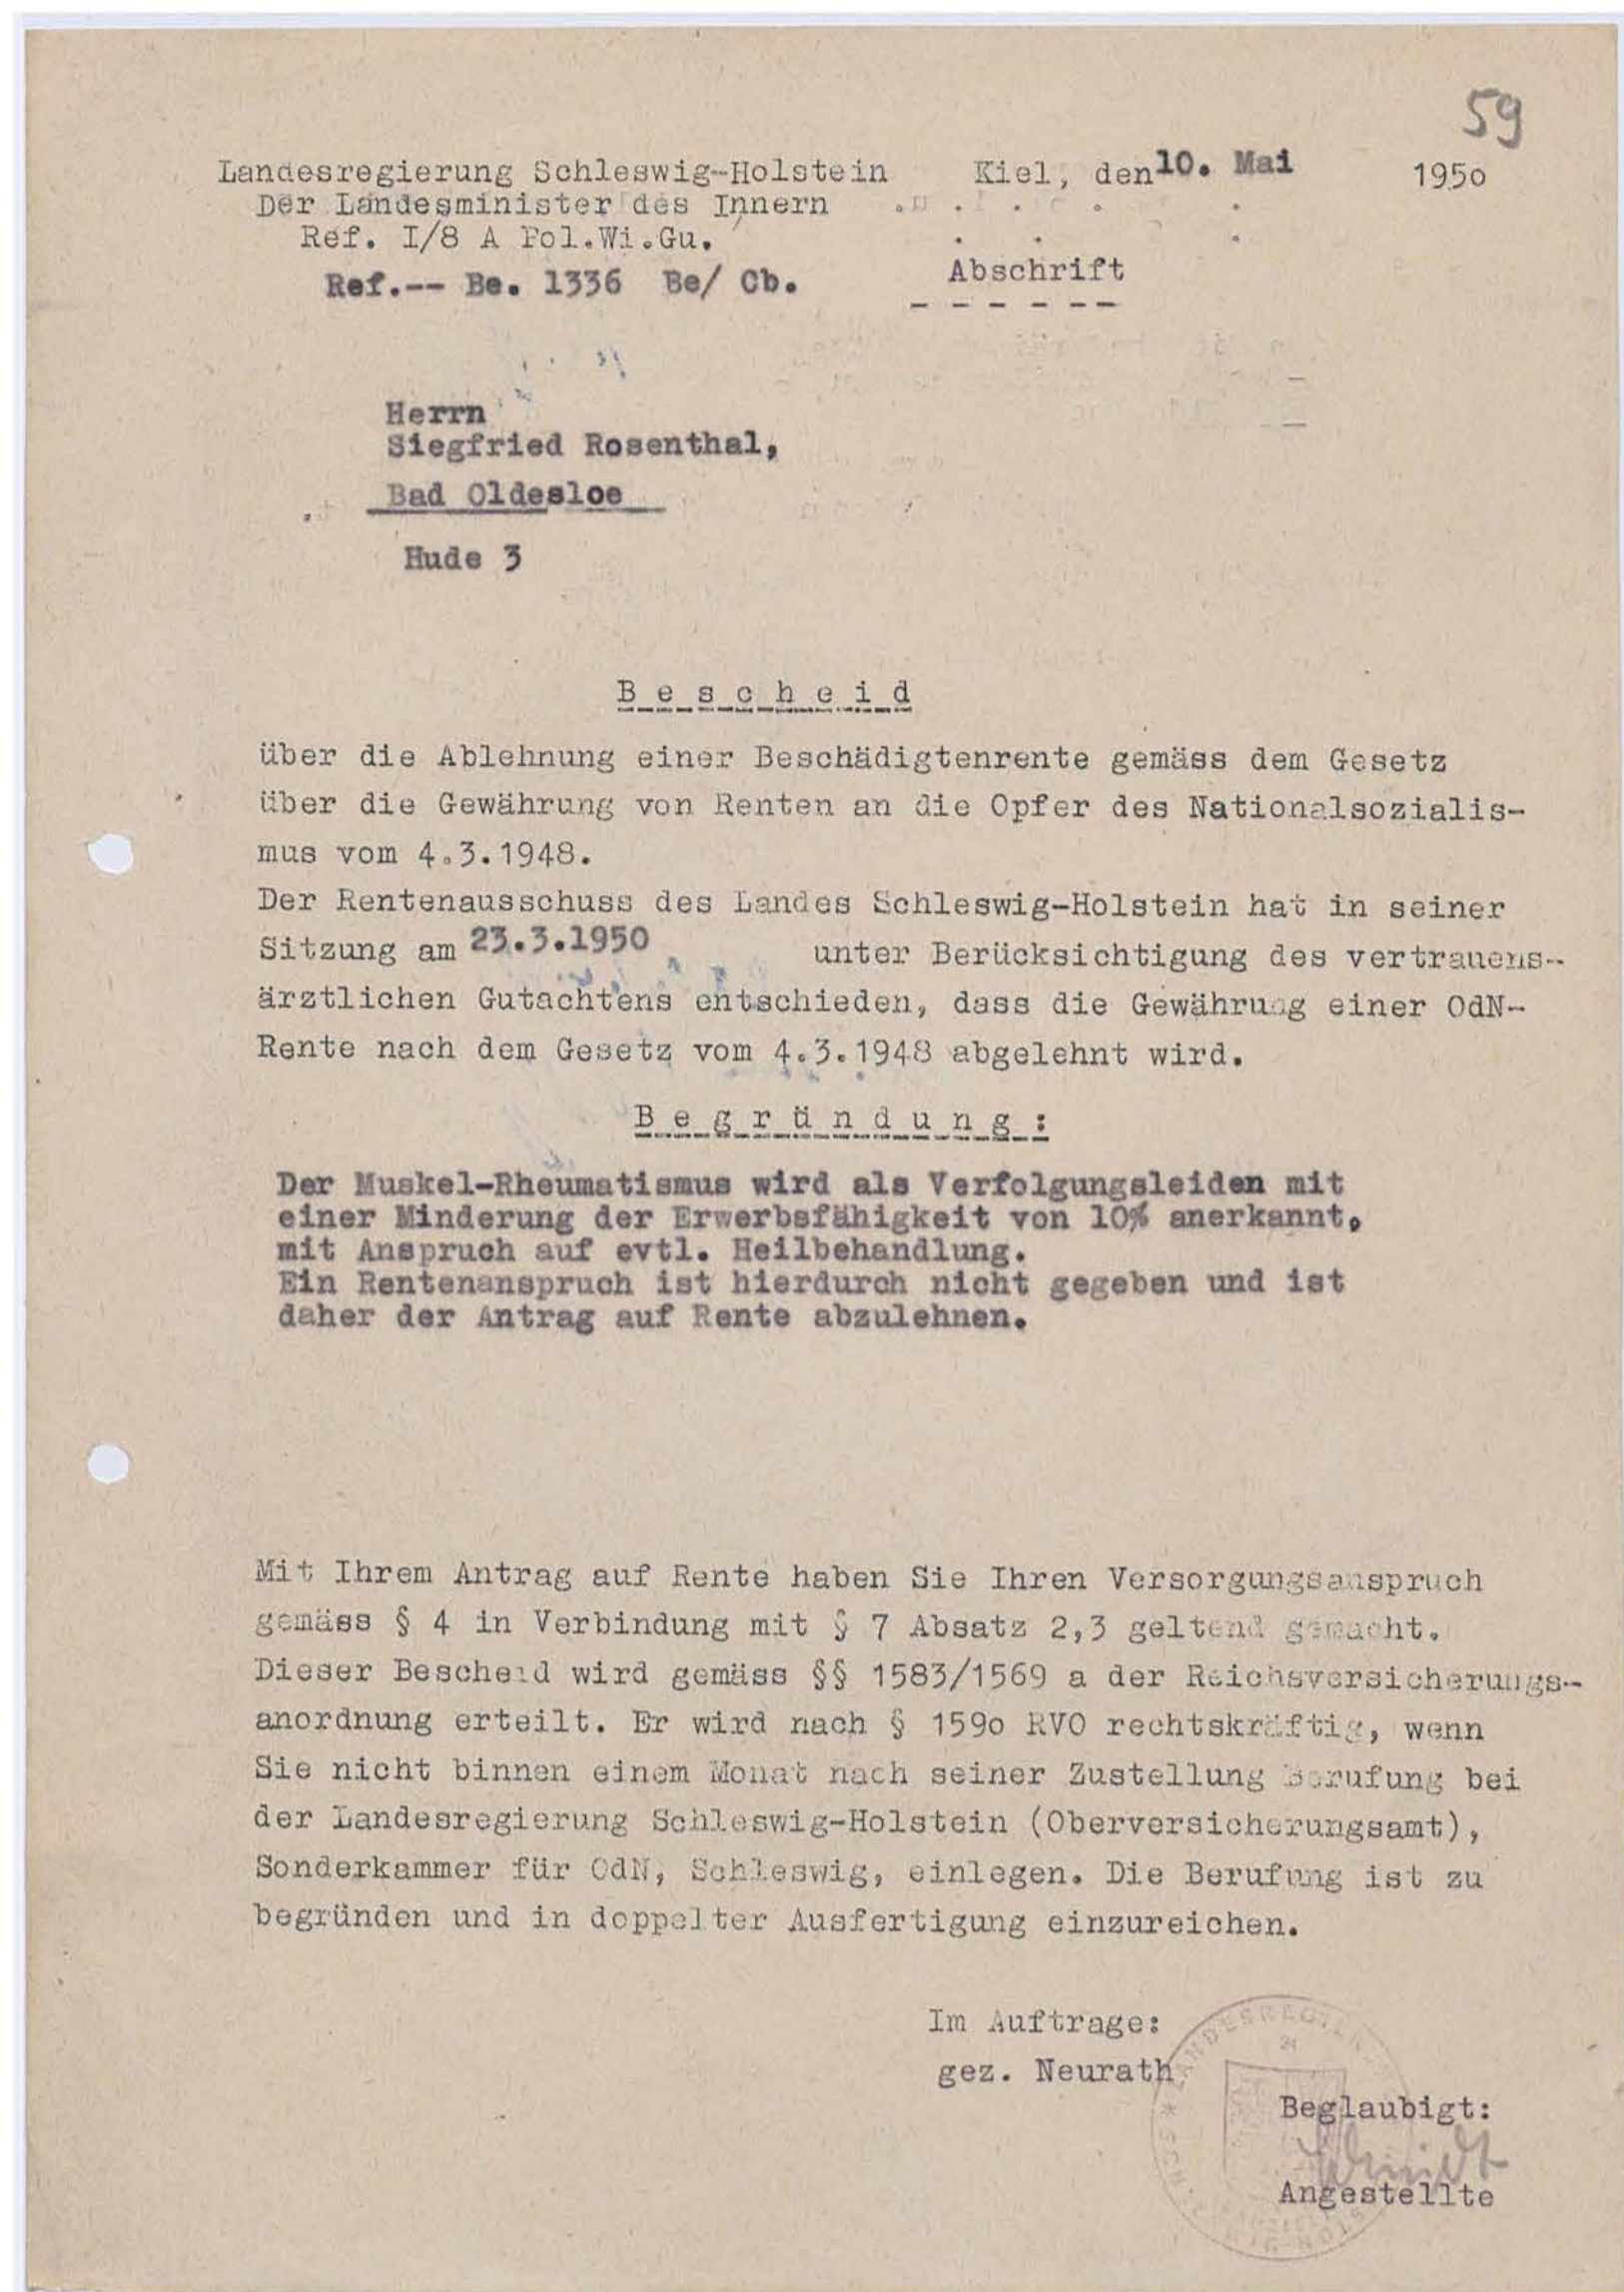 59
Landesregierung Schleswig-Holstein Kiel, den 10. Mai 1950
Der Landesminister des Innern
Ref. I/8 A Pol.Wi.Gu.
Abschrift
Ref.-- Be. 1336 Be/ Cb.
Herrn
Siegfried Rosenthal,
Bad Oldesloe
Hude 3
B e s c h e i d
über die Ablehnung einer Beschädigtenrente gemäss dem Gesetz
über die Gewährung von Renten an die Opfer des Nationalsozialis-
mus vom 4.3.1948.
Der Rentenausschuss des Landes Schleswig-Holstein hat in seiner
Sitzung am 23.3.1950 unter Berücksichtigung des vertrauens-
ärztlichen Gutachtens entschieden, dass die Gewährung einer OdN-
Rente nach dem Gesetz vom 4.3.1948 abgelehnt wird.
B e g r ü n d u n g :
Der Muskel-Rheumatismus wird als Verfolgungsleiden mit
einer Minderung der Erwerbsfähigkeit von 10% anerkannt,
mit Anspruch auf evtl. Heilbehandlung.
Ein Rentenanspruch ist hierdurch nicht gegeben und ist
daher der Antrag auf Rente abzulehnen.
Mit Ihrem Antrag auf Rente haben Sie Ihren Versorgungsanspruch
gemäss § 4 in Verbindung mit § 7 Absatz 2,3 geltend gemacht.
Dieser Bescheid wird gemäss §§ 1583/1569 a der Reichsversicherungs-
anordnung erteilt. Er wird nach § 159o RVO rechtskräftig, wenn
Sie nicht binnen einem Monat nach seiner Zustellung Berufung bei
der Landesregierung Schleswig-Holstein (Oberversicherungsamt),
Sonderkammer für OdN, Schleswig, einlegen. Die Berufung ist zu
begründen und in doppelter Ausfertigung einzureichen.
Im Auftrage:
gez. Neurath
Beglaubigt:
Schmidt
Angestellte